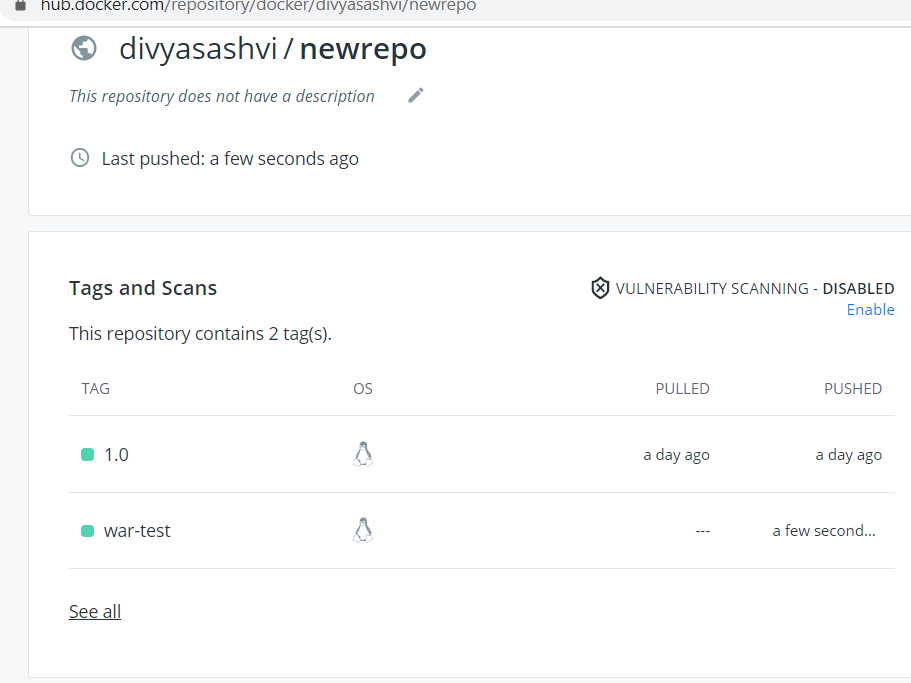 hub.docker.com/repository/docker/divyasashvi/newrepo
divyasashvi / newrepo
This repository does not have a description
Last pushed: a few seconds ago
Tags and Scans
VULNERABILITY SCANNING - DISABLED
Enable
This repository contains 2 tag(s).
TAG OS PULLED PUSHED
1.0 a day ago a day ago
war-test --- a few second...
See all